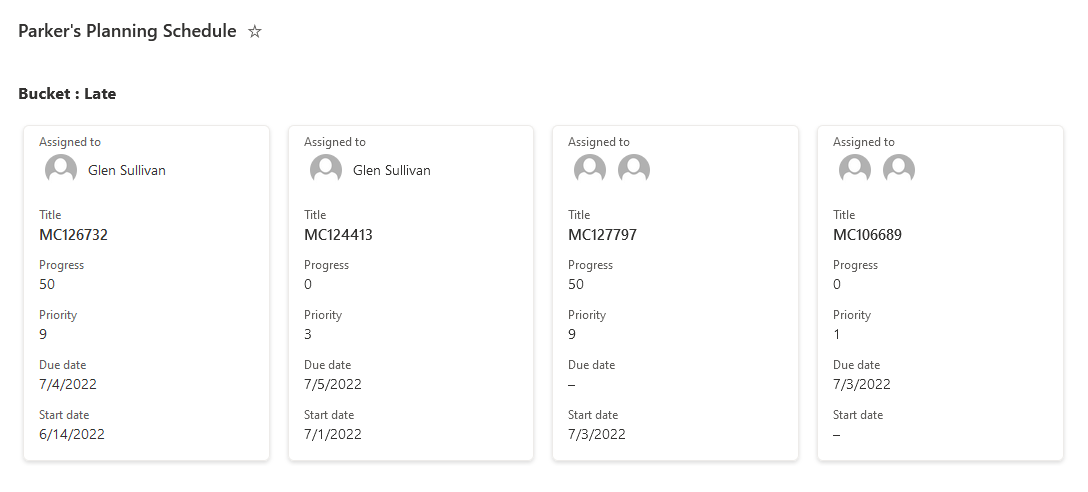 Parker's Planning Schedule ☆
Bucket : Late
Assigned to
Glen Sullivan
Title
MC126732
Progress
50
Priority
9
Due date
7/4/2022
Start date
6/14/2022
Assigned to
Glen Sullivan
Title
MC124413
Progress
0
Priority
3
Due date
7/5/2022
Start date
7/1/2022
Assigned to
Title
MC127797
Progress
50
Priority
9
Due date
–
Start date
7/3/2022
Assigned to
Title
MC106689
Progress
0
Priority
1
Due date
7/3/2022
Start date
–